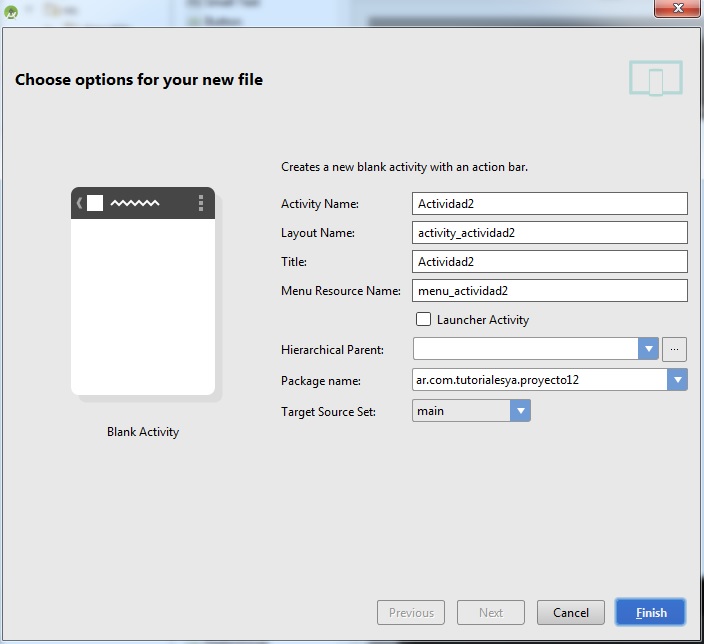 Choose options for your new file
Creates a new blank activity with an action bar.
Activity Name: Actividad2
Layout Name: activity_actividad2
Title: Actividad2
Menu Resource Name: menu_actividad2
Launcher Activity
Hierarchical Parent: ...
Package name: ar.com.tutorialesya.proyecto12
Target Source Set: main
Blank Activity
Previous Next Cancel Finish